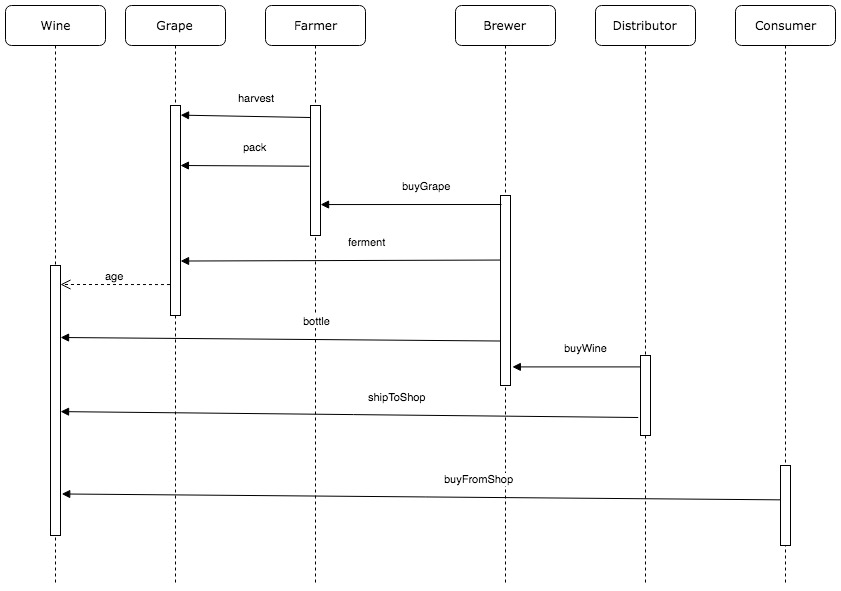 Wine
Grape
Farmer
Brewer
Distributor
Consumer
harvest
pack
buyGrape
ferment
age
bottle
buyWine
shipToShop
buyFromShop